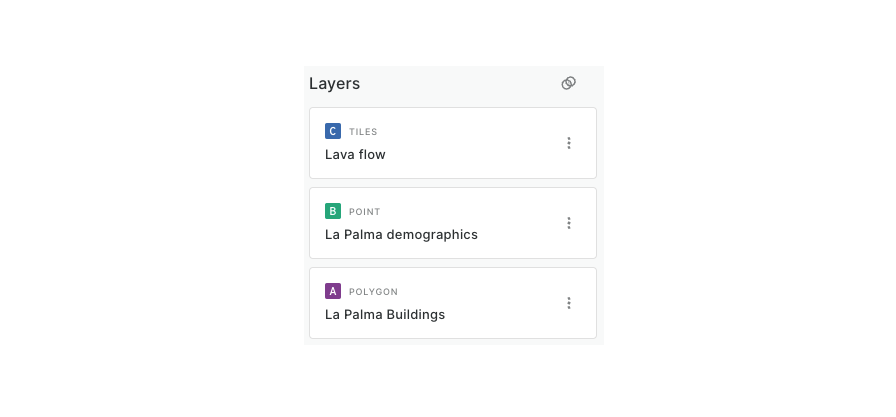 Layers
C TILES
Lava flow
B POINT
La Palma demographics
A POLYGON
La Palma Buildings